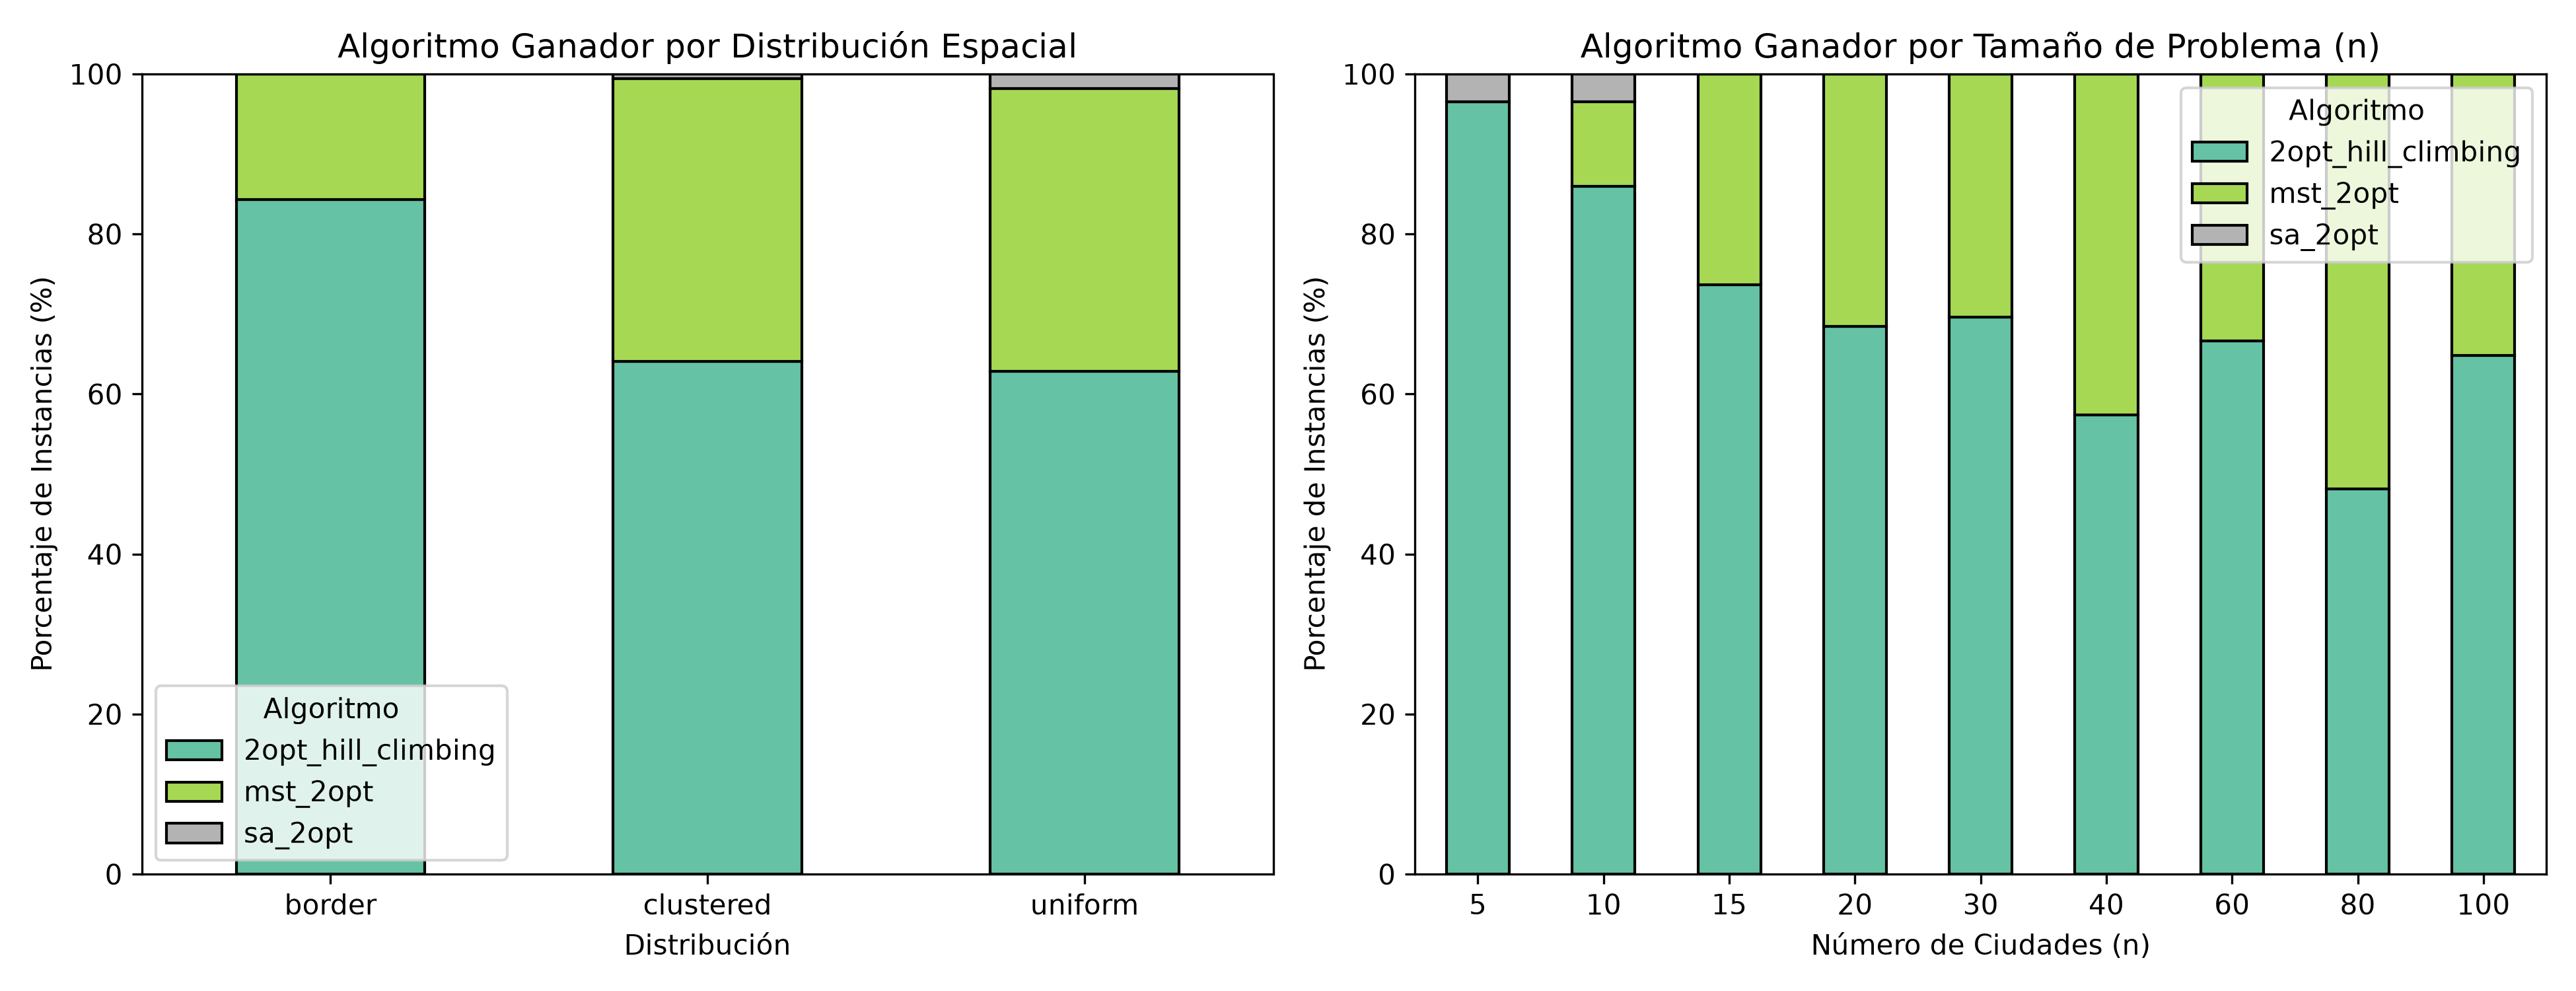 Algoritmo Ganador por Distribución Espacial
Porcentaje de Instancias (%)
100
80
60
40
20
0
Algoritmo
2opt_hill_climbing
mst_2opt
sa_2opt
border clustered uniform
Distribución
Algoritmo Ganador por Tamaño de Problema (n)
Porcentaje de Instancias (%)
100
80
60
40
20
0
Algoritmo
2opt_hill_climbing
mst_2opt
sa_2opt
5 10 15 20 30 40 60 80 100
Número de Ciudades (n)